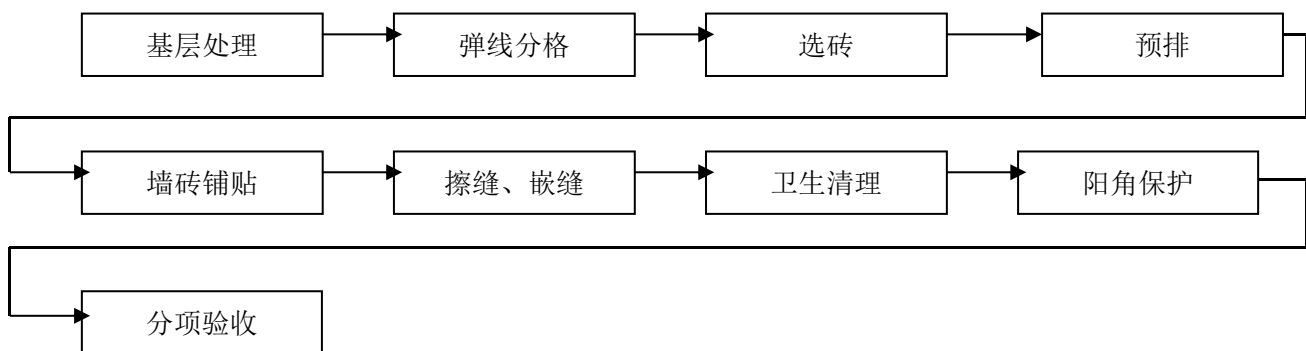 基层处理
弹线分格
选砖
预排
墙砖铺贴
擦缝、嵌缝
卫生清理
阳角保护
分项验收